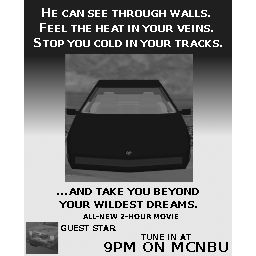 HE CAN SEE THROUGH WALLS.
FEEL THE HEAT IN YOUR VEINS.
STOP YOU COLD IN YOUR TRACKS.
...AND TAKE YOU BEYOND
YOUR WILDEST DREAMS.
ALL-NEW 2-HOUR MOVIE
GUEST STAR
TUNE IN AT
9PM ON MCNBU